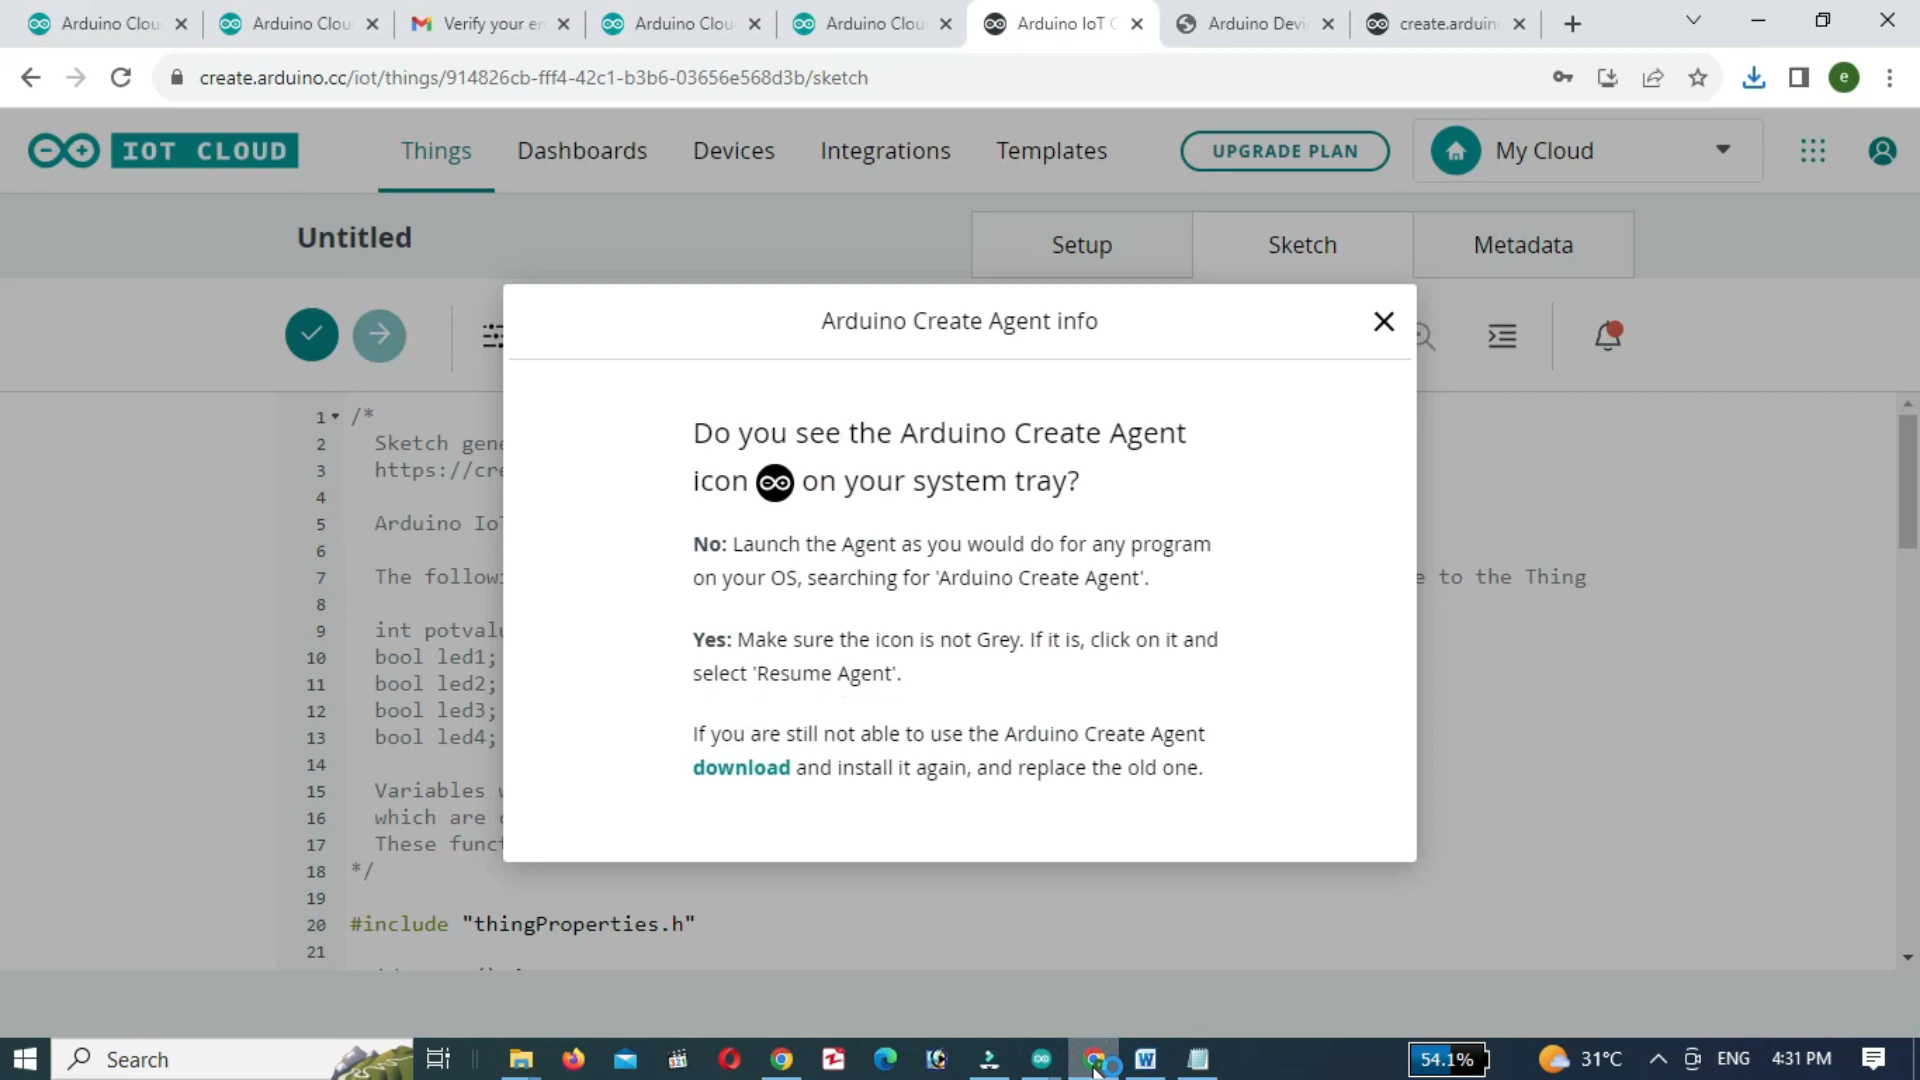 Arduino Clou
Arduino Clou
Verify your en
Arduino Clou
Arduino Clou
Arduino IoT C
Arduino Devi
create.arduin
create.arduino.cc/iot/things/914826cb-fff4-42c1-b3b6-03656e568d3b/sketch
e
IOT CLOUD
Things
Dashboards
Devices
Integrations
Templates
UPGRADE PLAN
My Cloud
Untitled
Setup
Sketch
Metadata
Arduino Create Agent info
Do you see the Arduino Create Agent
icon on your system tray?
No: Launch the Agent as you would do for any program
on your OS, searching for 'Arduino Create Agent'.
Yes: Make sure the icon is not Grey. If it is, click on it and
select 'Resume Agent'.
If you are still not able to use the Arduino Create Agent
download and install it again, and replace the old one.
1 /*
2 Sketch gene
3 https://cre
4
5 Arduino IoT
6
7 The followi e to the Thing
8
9 int potvalu
10 bool led1;
11 bool led2;
12 bool led3;
13 bool led4;
14
15 Variables w
16 which are c
17 These funct
18 */
19
20 #include "thingProperties.h"
21
Search
54.1%
31°C
ENG
4:31 PM